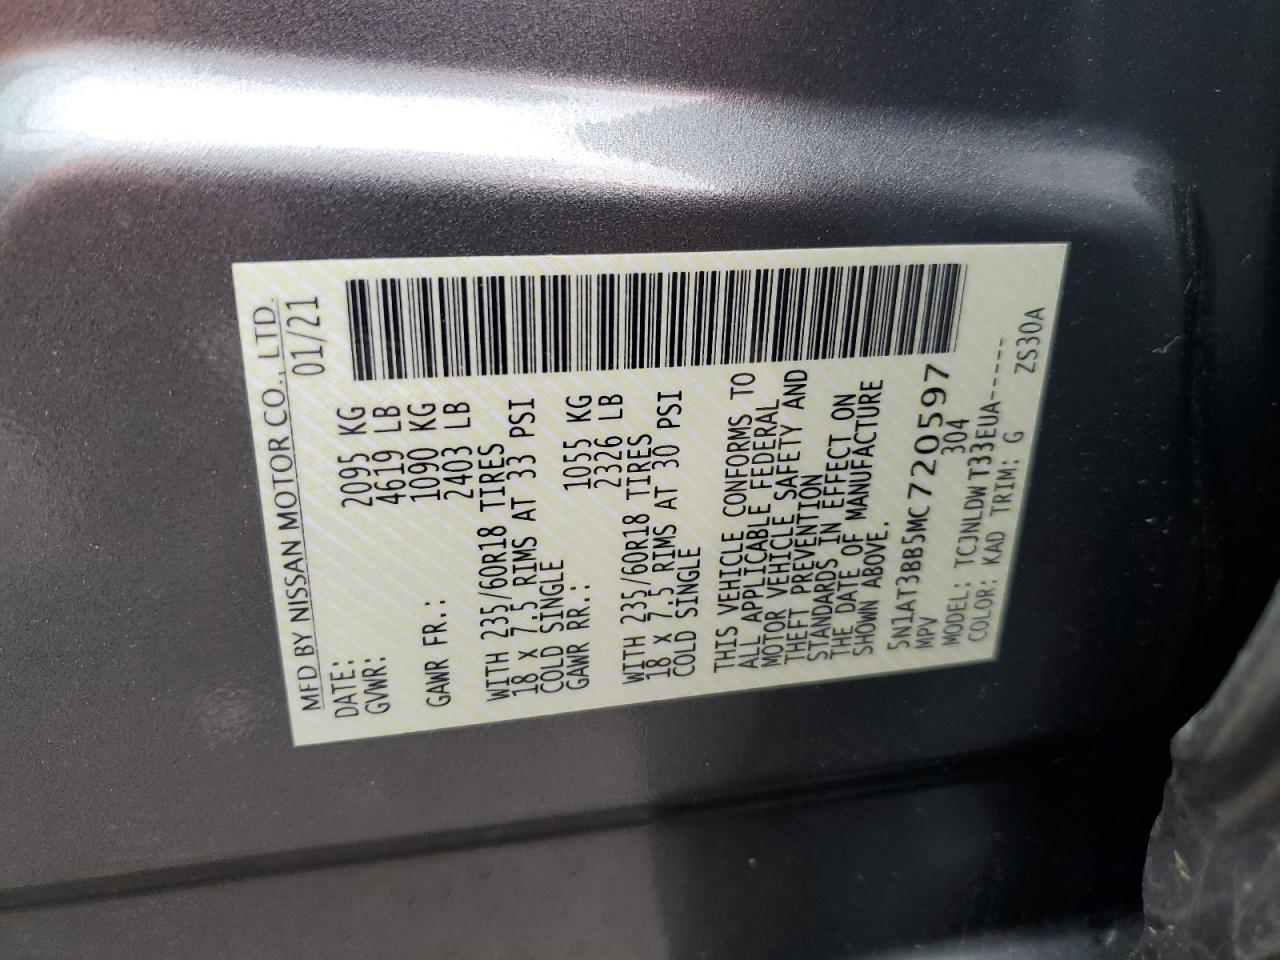 MFD BY NISSAN MOTOR CO., LTD.
DATE: 01/21
GVWR: 2095 KG
4619 LB
GAWR FR.: 1090 KG
2403 LB
WITH 235/60R18 TIRES
18 X 7.5 RIMS AT 33 PSI
COLD SINGLE
GAWR RR.: 1055 KG
2326 LB
WITH 235/60R18 TIRES
18 X 7.5 RIMS AT 30 PSI
COLD SINGLE
THIS VEHICLE CONFORMS TO
ALL APPLICABLE FEDERAL
MOTOR VEHICLE SAFETY AND
THEFT PREVENTION
STANDARDS IN EFFECT ON
THE DATE OF MANUFACTURE
SHOWN ABOVE.
5N1AT3BB5MC720597
MPV 304
MODEL: TCJNLDWT33EUA-----
COLOR: KAD TRIM: G ZS30A